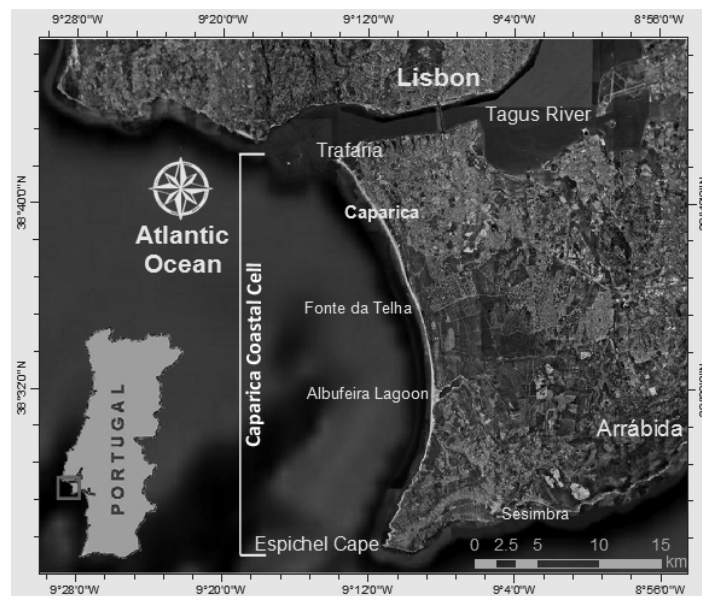 9°28'0"W 9°20'0"W 9°12'0"W 9°4'0"W 8°56'0"W
Lisbon
Tagus River
Trafaria
38°40'0"N
Caparica
Atlantic
Ocean
Caparica Coastal Cell
Fonte da Telha
38°32'0"N
Albufeira Lagoon
PORTUGAL
Arrábida
Sesimbra
Espichel Cape
0 2.5 5 10 15
km
9°28'0"W 9°20'0"W 9°12'0"W 9°4'0"W 8°56'0"W